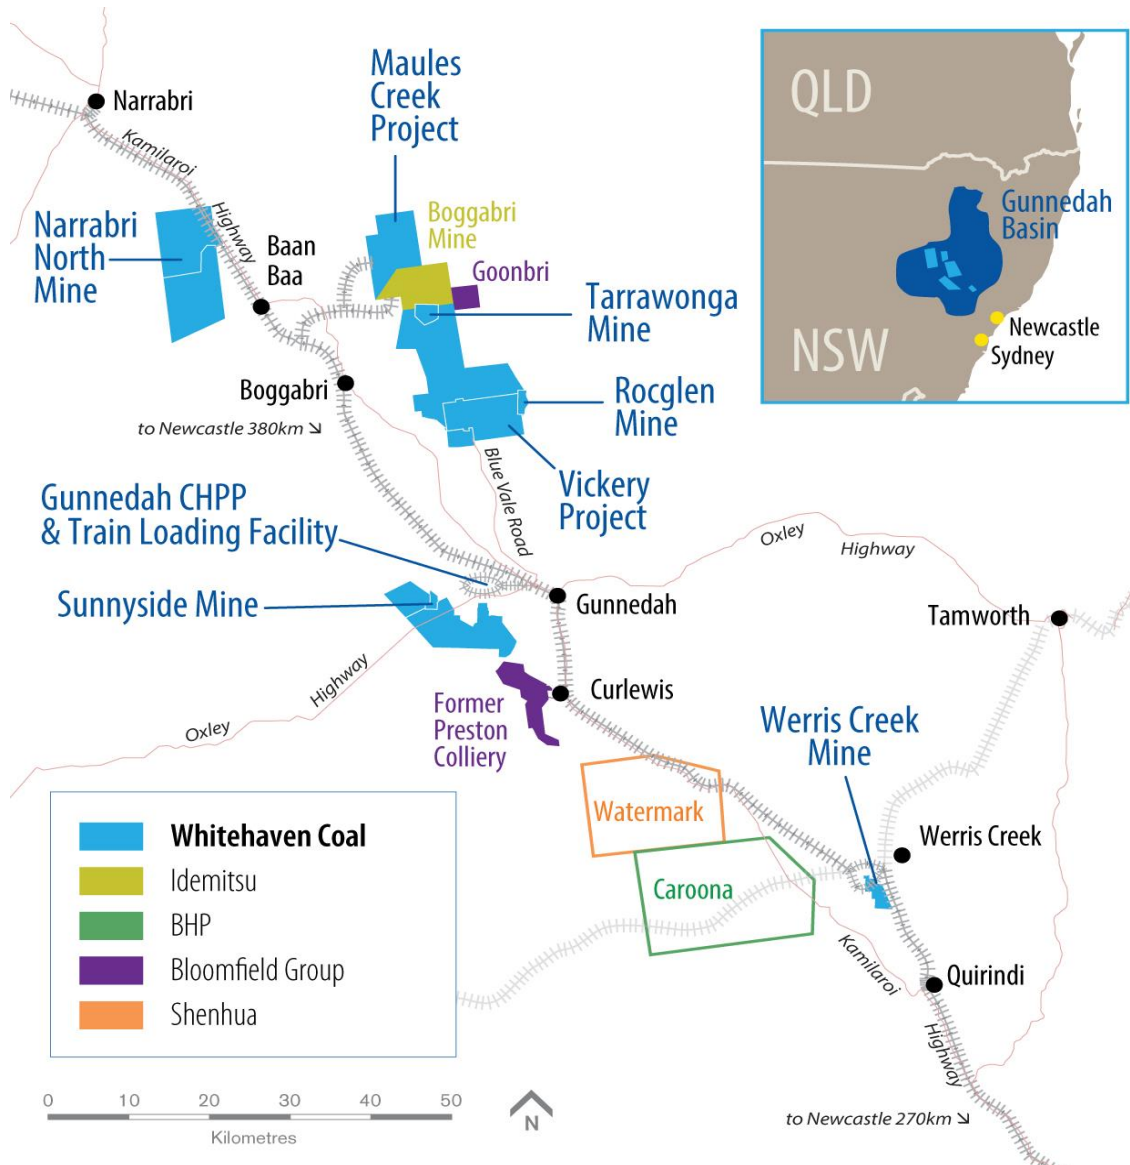 Narrabri
Kamilaroi
Highway
Maules
Creek
Project
Narrabri
North
Mine
Baan
Baa
Boggabri
Mine
Goonbri
Tarrawonga
Mine
Boggabri
to Newcastle 380km ↘
Rocglen
Mine
Vickery
Project
Blue Vale Road
Gunnedah CHPP
& Train Loading Facility
Sunnyside Mine
Gunnedah
Oxley
Highway
Tamworth
Highway
Oxley
Curlewis
Former
Preston
Colliery
Werris Creek
Mine
Watermark
Werris Creek
Caroona
Kamilaroi
Quirindi
Highway
to Newcastle 270km ↘
QLD
Gunnedah
Basin
NSW
Newcastle
Sydney
Whitehaven Coal
Idemitsu
BHP
Bloomfield Group
Shenhua
0 10 20 30 40 50
Kilometres
N